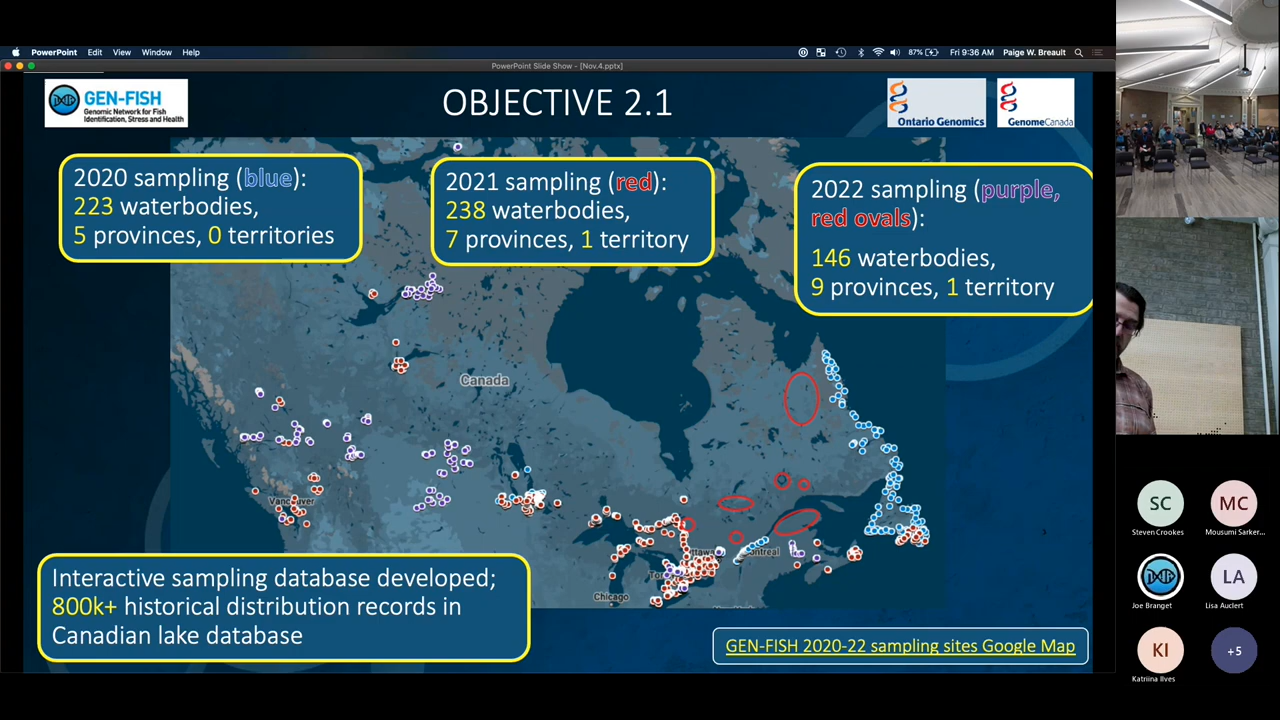 PowerPoint Edit View Window Help
87% Fri 9:36 AM Paige W. Breault
PowerPoint Slide Show - [Nov.4.pptx]
GEN-FISH
Genomic Network for Fish
Identification, Stress and Health
OBJECTIVE 2.1
Ontario Genomics
GenomeCanada
2020 sampling (blue):
223 waterbodies,
5 provinces, 0 territories
2021 sampling (red):
238 waterbodies,
7 provinces, 1 territory
2022 sampling (purple,
red ovals):
146 waterbodies,
9 provinces, 1 territory
Canada
Vancouver
Ottawa
Montreal
Chicago
Interactive sampling database developed;
800k+ historical distribution records in
Canadian lake database
GEN-FISH 2020-22 sampling sites Google Map
SC
Steven Crookes
MC
Mousumi Sarker...
Joe Branget
LA
Lisa Auclert
KI
Katriina Ilves
+5